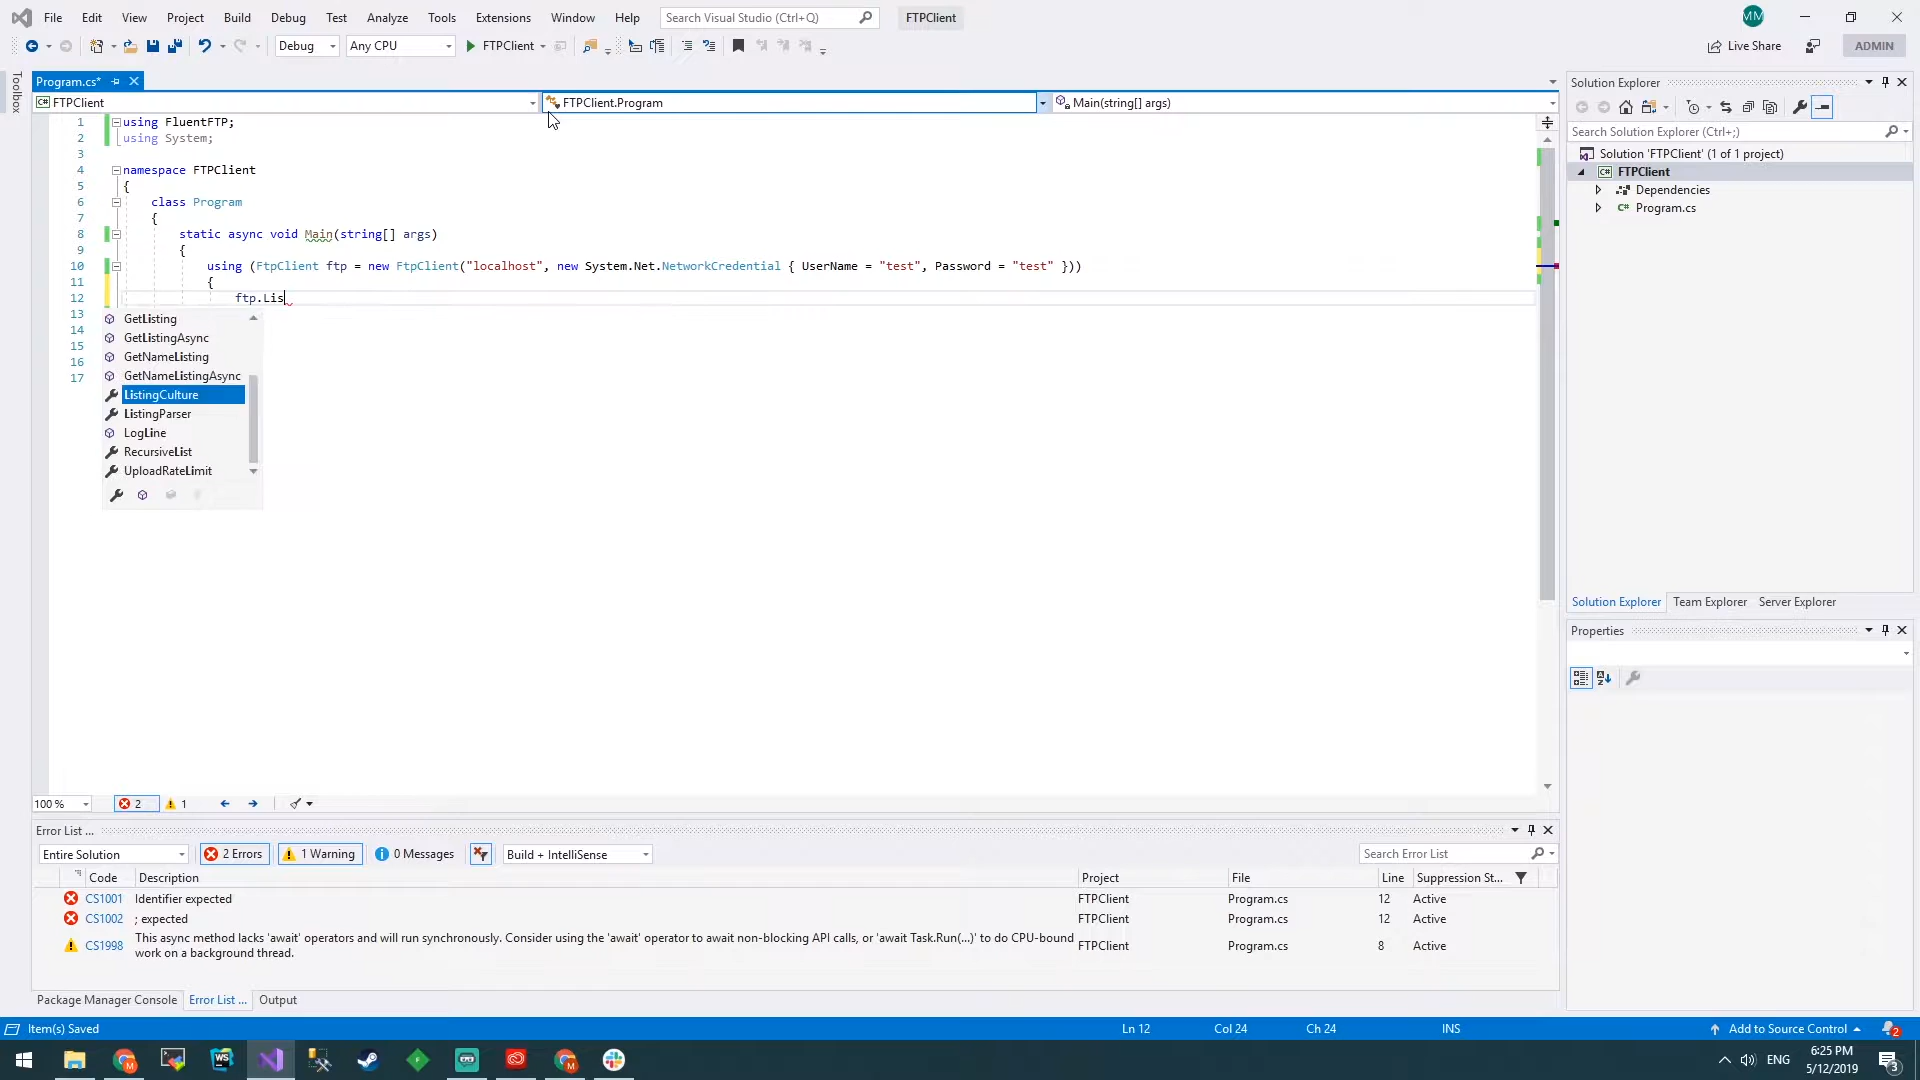 File Edit View Project Build Debug Test Analyze Tools Extensions Window Help Search Visual Studio (Ctrl+Q) FTPClient MM
Debug Any CPU FTPClient Live Share ADMIN
Toolbox
Program.cs*
FTPClient FTPClient.Program Main(string[] args)
1 using FluentFTP;
2 using System;
3
4 namespace FTPClient
5 {
6 class Program
7 {
8 static async void Main(string[] args)
9 {
10 using (FtpClient ftp = new FtpClient("localhost", new System.Net.NetworkCredential { UserName = "test", Password = "test" }))
11 {
12 ftp.Lis
13
14
15
16
17
GetListing
GetListingAsync
GetNameListing
GetNameListingAsync
ListingCulture
ListingParser
LogLine
RecursiveList
UploadRateLimit
100 % 2 1
Solution Explorer
Search Solution Explorer (Ctrl+;)
Solution 'FTPClient' (1 of 1 project)
FTPClient
Dependencies
Program.cs
Solution Explorer Team Explorer Server Explorer
Properties
Error List ...
Entire Solution 2 Errors 1 Warning 0 Messages Build + IntelliSense Search Error List
Code Description Project File Line Suppression St...
CS1001 Identifier expected FTPClient Program.cs 12 Active
CS1002 ; expected FTPClient Program.cs 12 Active
CS1998 This async method lacks 'await' operators and will run synchronously. Consider using the 'await' operator to await non-blocking API calls, or 'await Task.Run(...)' to do CPU-bound
work on a background thread. FTPClient Program.cs 8 Active
Package Manager Console Error List ... Output
Item(s) Saved Ln 12 Col 24 Ch 24 INS Add to Source Control 2
ENG 6:25 PM
5/12/2019 3